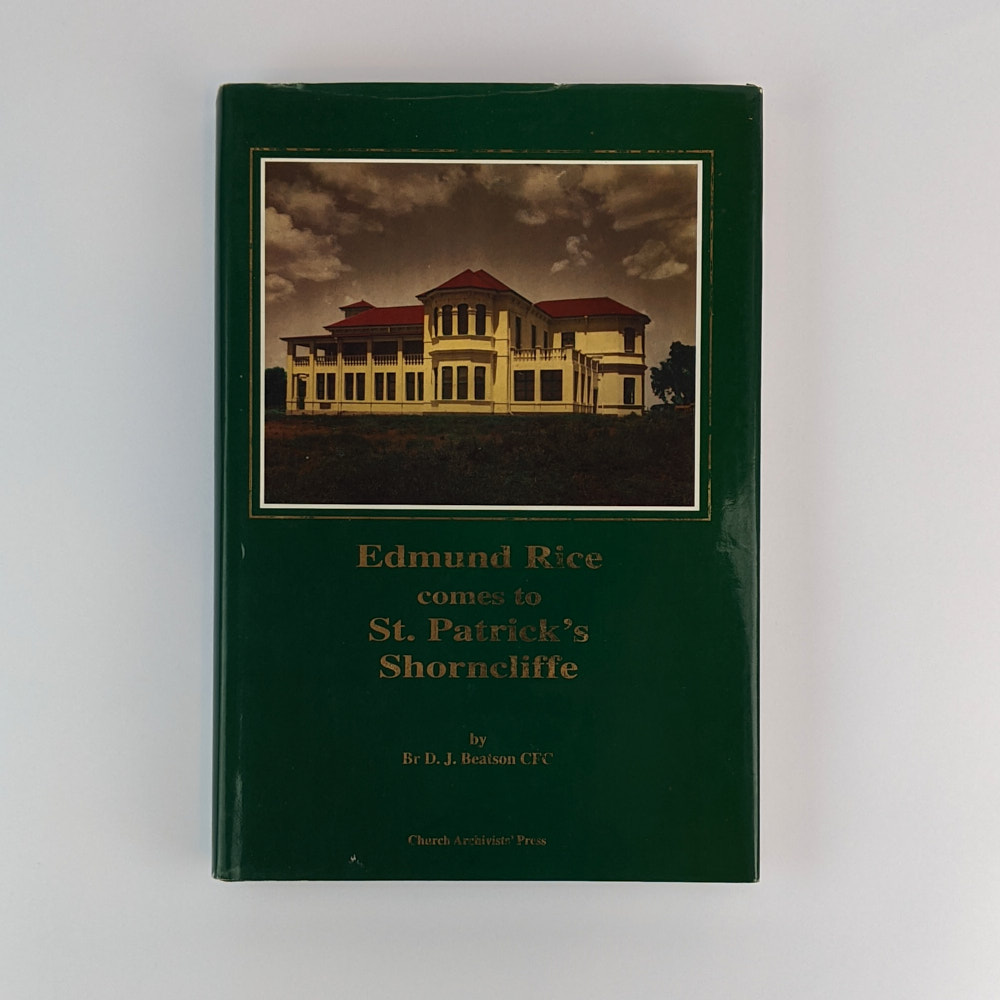 Edmund Rice
comes to
St. Patrick's
Shorncliffe
by
Br D. J. Beatson CFC
Church Archivists' Press